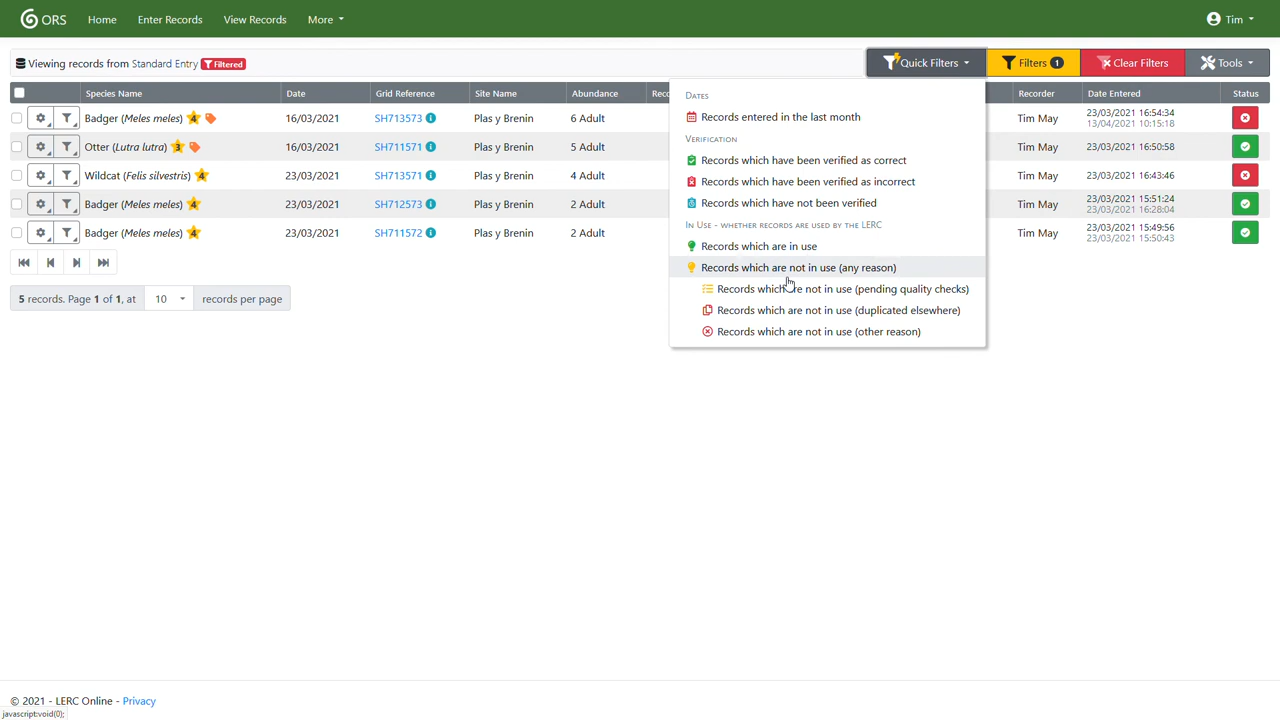 ORS Home Enter Records View Records More Tim
Viewing records from Standard Entry Filtered Quick Filters Filters 1 Clear Filters Tools
Species Name Date Grid Reference Site Name Abundance Recorder Date Entered Status
Badger (Meles meles) 4 16/03/2021 SH713573 Plas y Brenin 6 Adult Tim May 23/03/2021 16:54:34
13/04/2021 10:15:18
Otter (Lutra lutra) 3 16/03/2021 SH711571 Plas y Brenin 5 Adult Tim May 23/03/2021 16:50:58
Wildcat (Felis silvestris) 4 23/03/2021 SH713571 Plas y Brenin 4 Adult Tim May 23/03/2021 16:43:46
Badger (Meles meles) 4 23/03/2021 SH712573 Plas y Brenin 2 Adult Tim May 23/03/2021 15:51:24
23/03/2021 16:28:04
Badger (Meles meles) 4 23/03/2021 SH711572 Plas y Brenin 2 Adult Tim May 23/03/2021 15:49:56
23/03/2021 15:50:43
5 records. Page 1 of 1, at 10 records per page
Dates
Records entered in the last month
Verification
Records which have been verified as correct
Records which have been verified as incorrect
Records which have not been verified
In Use - whether records are used by the LERC
Records which are in use
Records which are not in use (any reason)
Records which are not in use (pending quality checks)
Records which are not in use (duplicated elsewhere)
Records which are not in use (other reason)
© 2021 - LERC Online - Privacy
javascript:void(0);